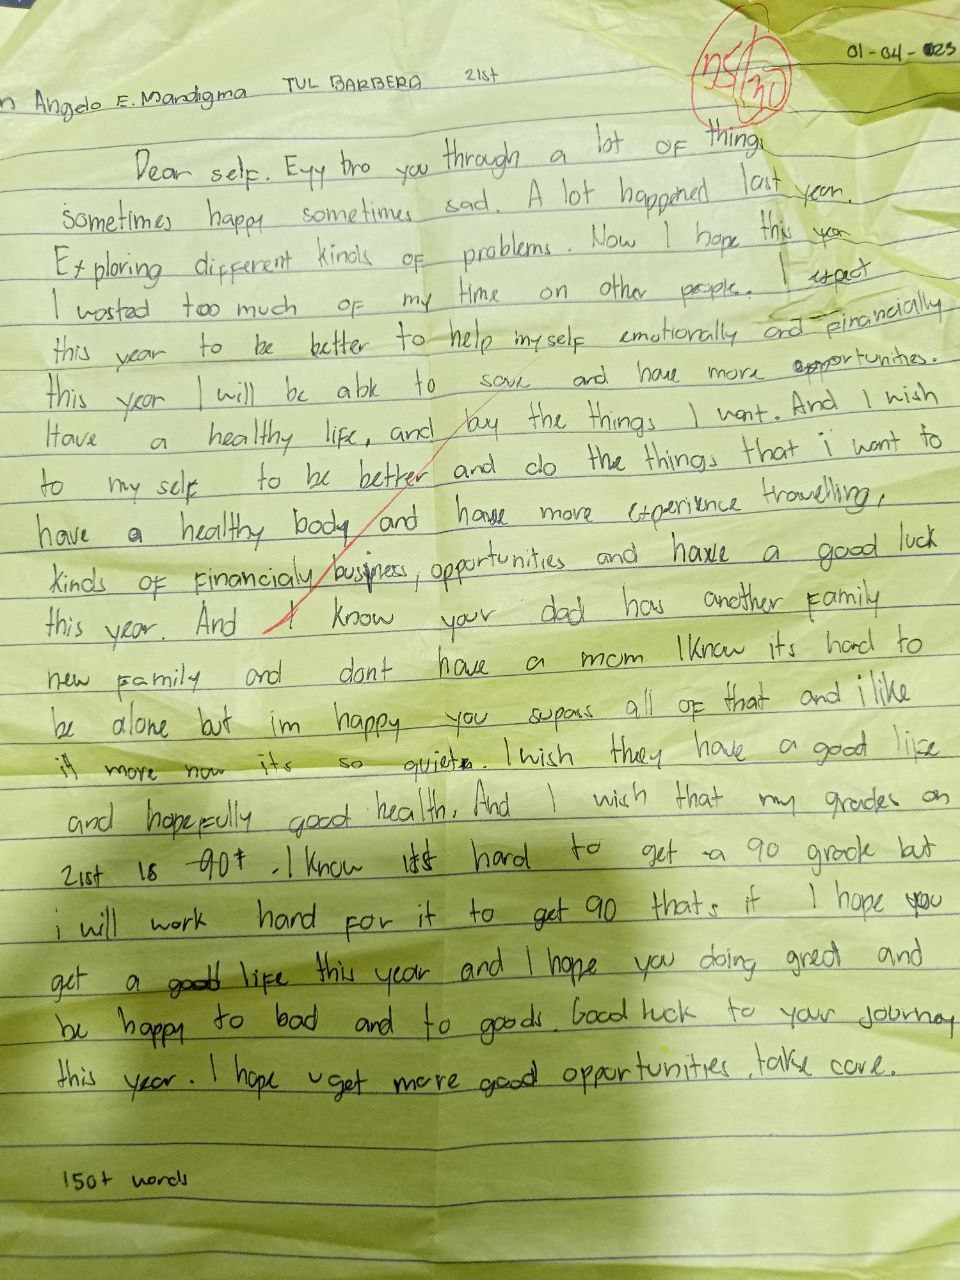 25/30
01-04-023
n Angelo E. Mandigma TUL BARBERO 21st
Dear self. Eyy bro you through a lot of things
sometimes happy sometimes sad. A lot happened last year.
Exploring different kinds of problems. Now I hope this year
I wasted too much of my time on other people. I expect
this year to be better to help my self emotionally and financially
this year I will be able to save and have more opportunities.
Have a healthy life, and buy the things I want. And I wish
to my self to be better and do the things that i want to
have a healthy body and have more experience travelling,
kinds of financialy business, opportunities and have a good luck
this year. And I know your dad has another family
new family and dont have a mom I know its hard to
be alone but im happy you supass all of that and i like
it more now its so quiet. I wish they have a good life
and hopefully good health. And I wish that my grades on
21st is 90+. I know its hard to get a 90 grade but
i will work hard for it to get 90 thats it I hope you
get a good life this year and I hope you doing great and
be happy to bad and to goods. Good luck to your journey
this year. I hope u get more good opportunities, take care.
150+ words